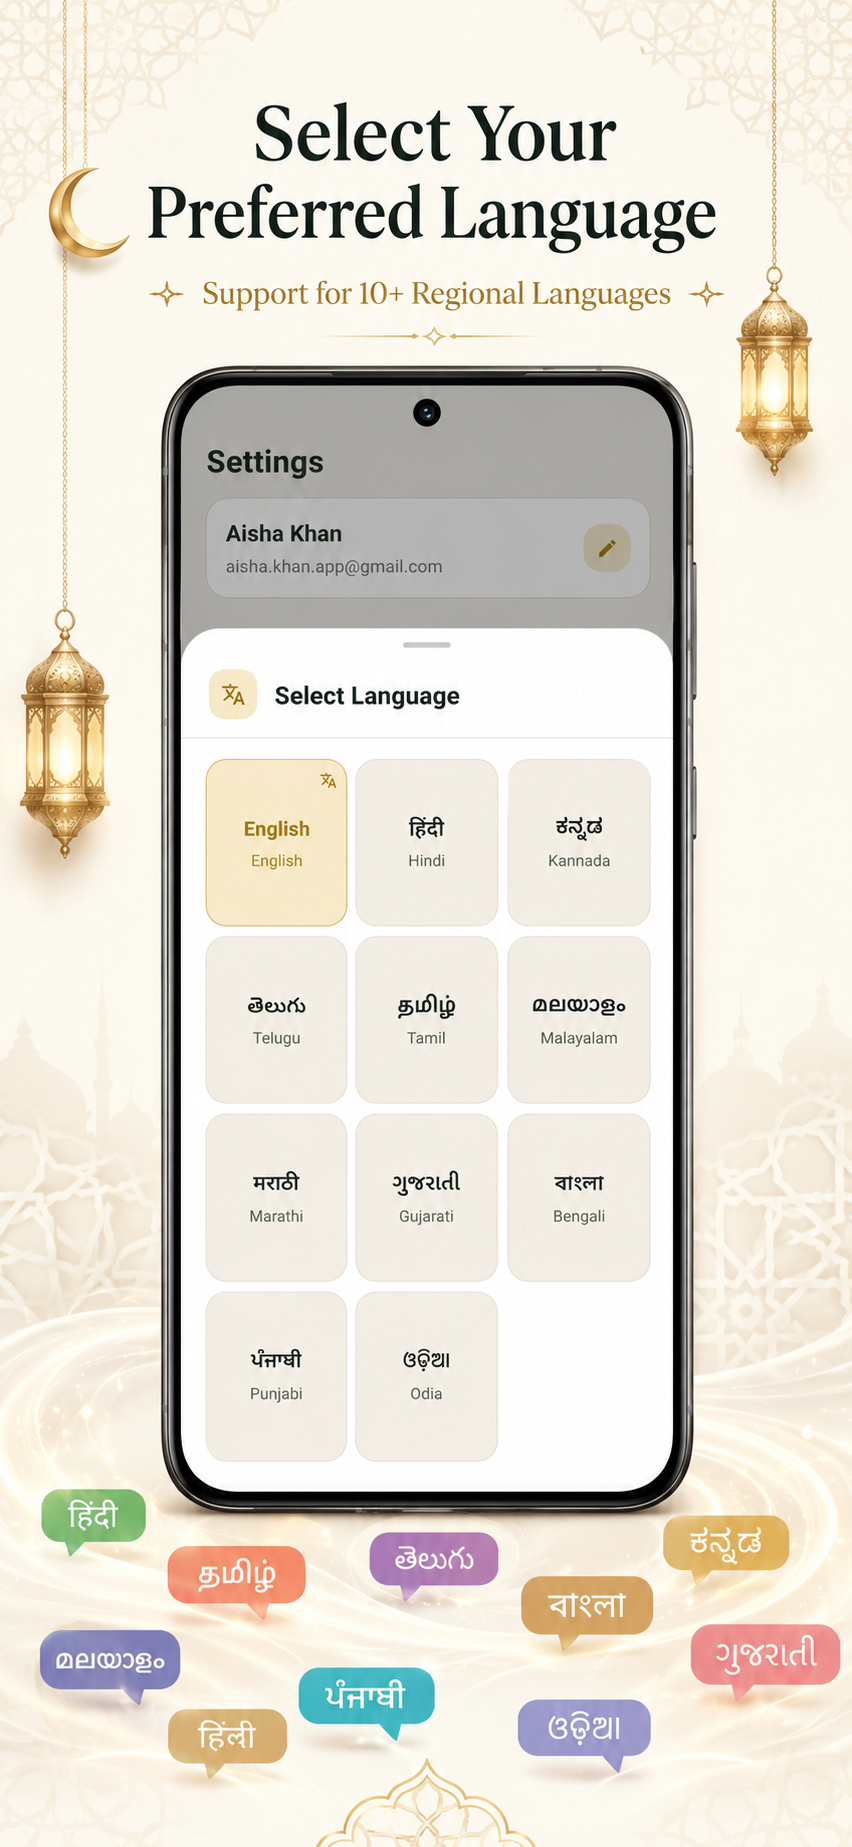 Select Your
Preferred Language
Support for 10+ Regional Languages
Settings
Aisha Khan
aisha.khan.app@gmail.com
Select Language
English
English
हिंदी
Hindi
ಕನ್ನಡ
Kannada
తెలుగు
Telugu
தமிழ்
Tamil
മലയാളം
Malayalam
मराठी
Marathi
ગુજરાતી
Gujarati
বাংলা
Bengali
ਪੰਜਾਬੀ
Punjabi
ଓଡ଼ିଆ
Odia
हिंदी
தமிழ்
తెలుగు
ಕನ್ನಡ
বাংলা
മലയാളം
ગુજરાતી
ਪੰਜਾਬੀ
ଓଡ଼ିଆ